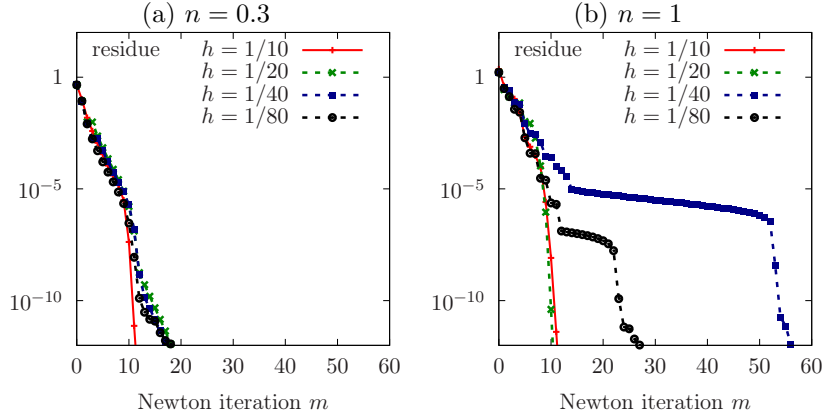 (a) n = 0.3
residue
h = 1/10
h = 1/20
h = 1/40
h = 1/80
1
10^{-5}
10^{-10}
0 10 20 30 40 50 60
Newton iteration m
(b) n = 1
residue
h = 1/10
h = 1/20
h = 1/40
h = 1/80
1
10^{-5}
10^{-10}
0 10 20 30 40 50 60
Newton iteration m